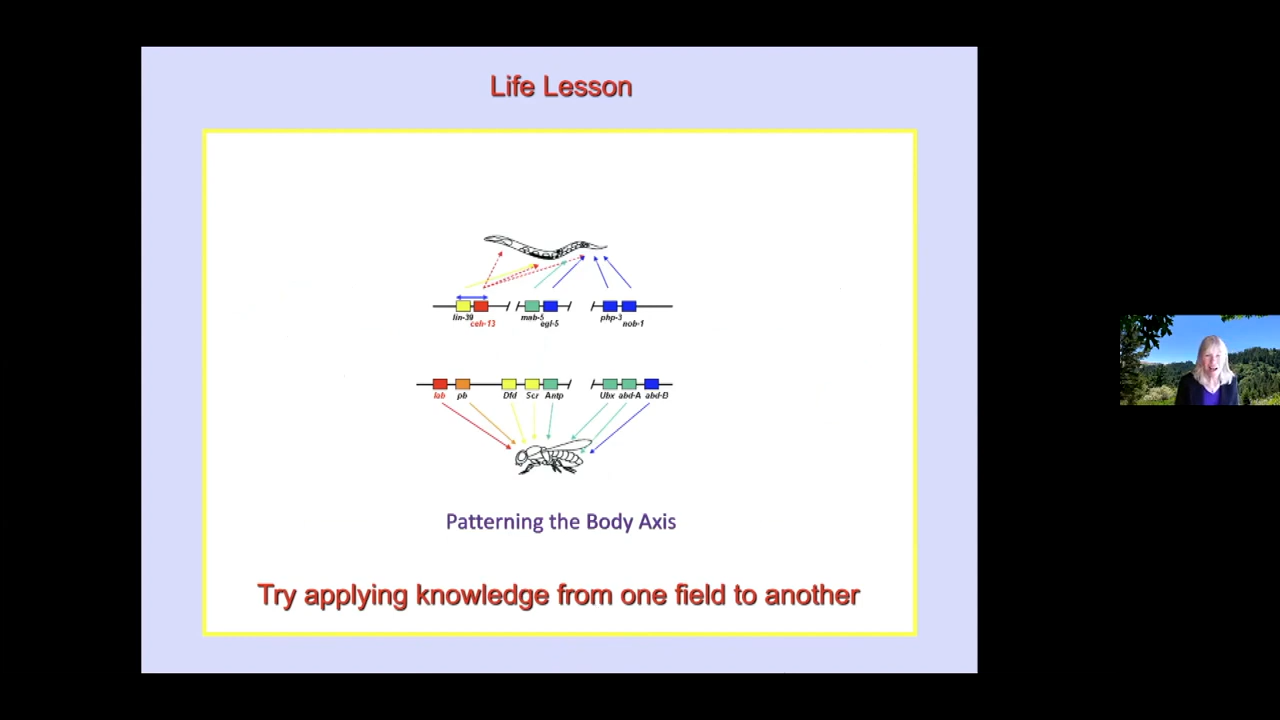 Life Lesson
lin-39 ceh-13 mab-5 egl-5 php-3 nob-1
lab pb Dfd Scr Antp Ubx abd-A abd-B
Patterning the Body Axis
Try applying knowledge from one field to another